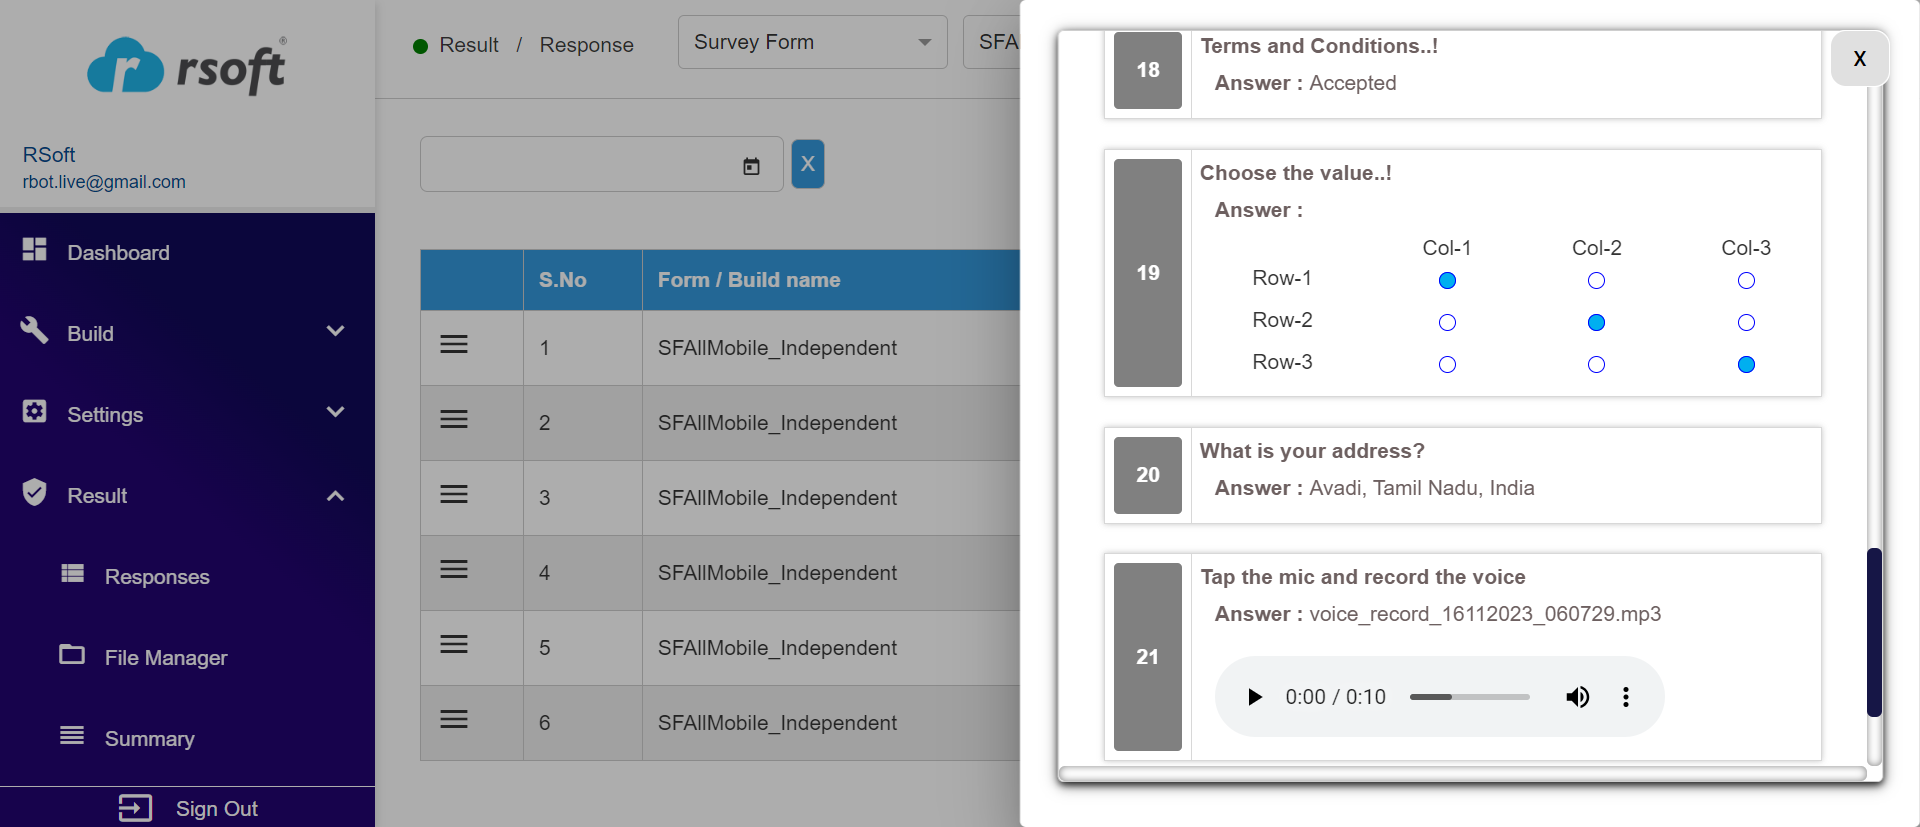 rsoft®
RSoft
rbot.live@gmail.com
Dashboard
Build
Settings
Result
Responses
File Manager
Summary
Sign Out
Result / Response
Survey Form
SFA
X
S.No Form / Build name
1 SFAllMobile_Independent
2 SFAllMobile_Independent
3 SFAllMobile_Independent
4 SFAllMobile_Independent
5 SFAllMobile_Independent
6 SFAllMobile_Independent
X
18
Terms and Conditions..!
Answer : Accepted
19
Choose the value..!
Answer :
Col-1 Col-2 Col-3
Row-1
Row-2
Row-3
20
What is your address?
Answer : Avadi, Tamil Nadu, India
21
Tap the mic and record the voice
Answer : voice_record_16112023_060729.mp3
0:00 / 0:10